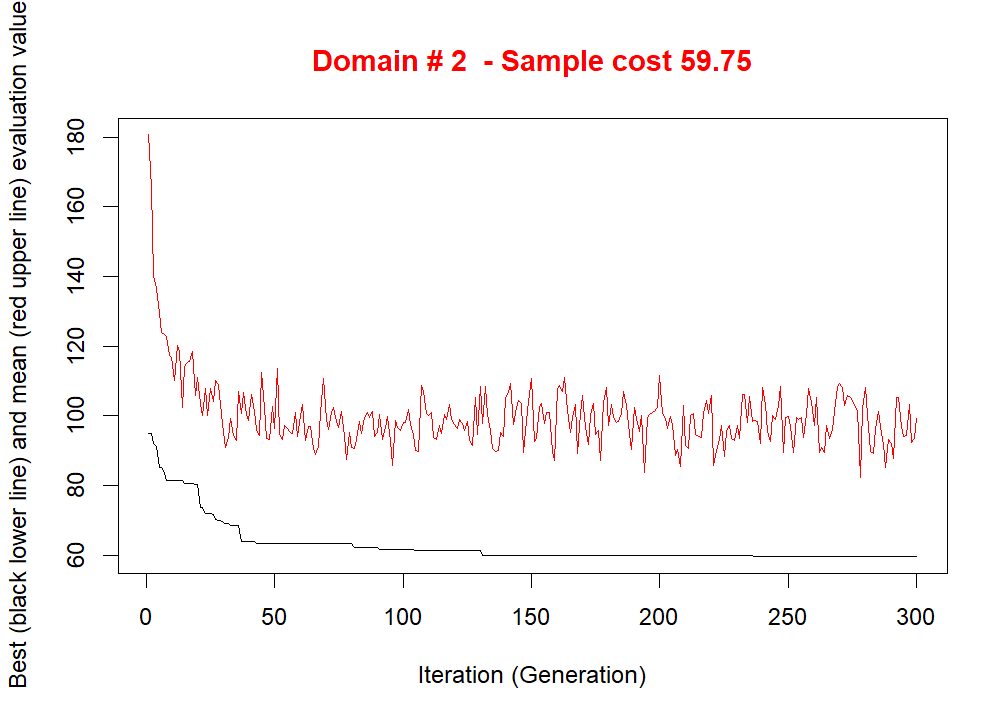 Domain # 2  - Sample cost 59.75
Best (black lower line) and mean (red upper line) evaluation value
180
160
140
120
100
80
60
0 50 100 150 200 250 300
Iteration (Generation)